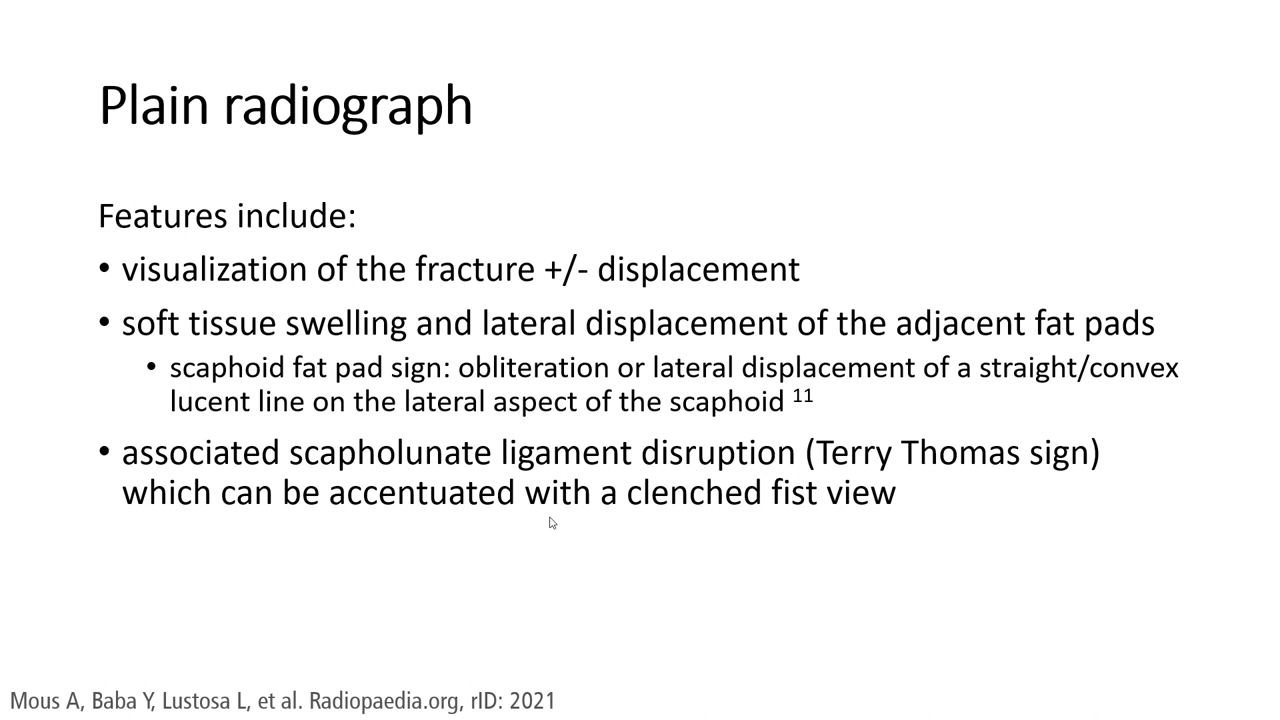 Plain radiograph
Features include:
• visualization of the fracture +/- displacement
• soft tissue swelling and lateral displacement of the adjacent fat pads
• scaphoid fat pad sign: obliteration or lateral displacement of a straight/convex
lucent line on the lateral aspect of the scaphoid 11
• associated scapholunate ligament disruption (Terry Thomas sign)
which can be accentuated with a clenched fist view
Mous A, Baba Y, Lustosa L, et al. Radiopaedia.org, rID: 2021